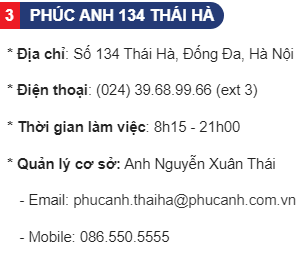 3 PHÚC ANH 134 THÁI HÀ
* Địa chỉ: Số 134 Thái Hà, Đống Đa, Hà Nội
* Điện thoại: (024) 39.68.99.66 (ext 3)
* Thời gian làm việc: 8h15 - 21h00
* Quản lý cơ sở: Anh Nguyễn Xuân Thái
- Email: phucanh.thaiha@phucanh.com.vn
- Mobile: 086.550.5555